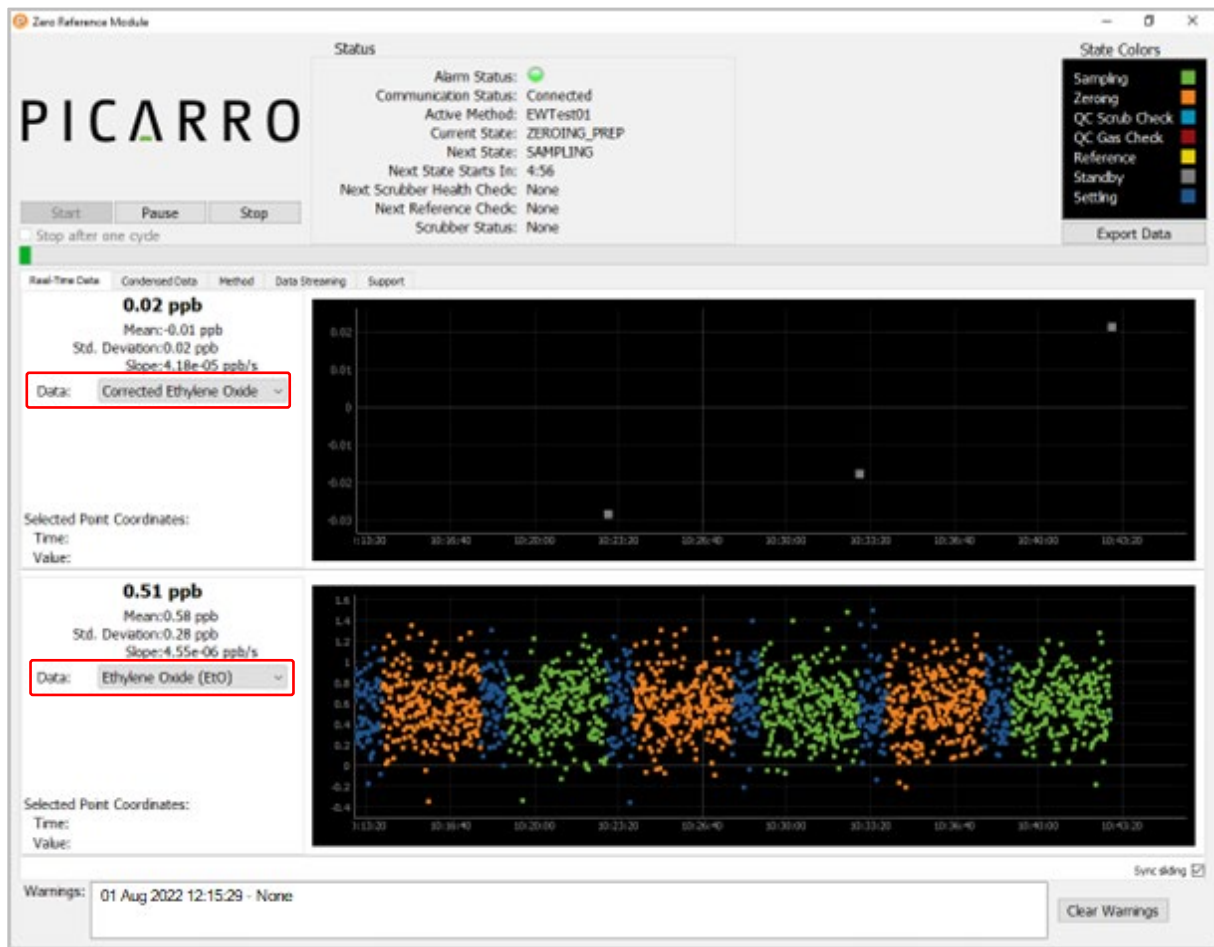 Zero Reference Module
PICARRO
Start Pause Stop
Stop after one cycle
Status
Alarm Status:
Communication Status: Connected
Active Method: EWTest01
Current State: ZEROING_PREP
Next State: SAMPLING
Next State Starts In: 4:56
Next Scrubber Health Check: None
Next Reference Check: None
Scrubber Status: None
State Colors
Sampling
Zeroing
QC Scrub Check
QC Gas Check
Reference
Standby
Setting
Export Data
Real-Time Data Condensed Data Method Data Streaming Support
0.02 ppb
Mean:-0.01 ppb
Std. Deviation:0.02 ppb
Slope:4.18e-05 ppb/s
Data: Corrected Ethylene Oxide
Selected Point Coordinates:
Time:
Value:
0.02
0.01
0
-0.01
-0.02
-0.03
):13:20 10:16:40 10:20:00 10:23:20 10:26:40 10:30:00 10:33:20 10:36:40 10:40:00 10:43:20
0.51 ppb
Mean:0.58 ppb
Std. Deviation:0.28 ppb
Slope:4.55e-06 ppb/s
Data: Ethylene Oxide (EtO)
Selected Point Coordinates:
Time:
Value:
1.6
1.4
1.2
1
0.8
0.6
0.4
0.2
0
-0.2
-0.4
):13:20 10:16:40 10:20:00 10:23:20 10:26:40 10:30:00 10:33:20 10:36:40 10:40:00 10:43:20
Sync sliding
Warnings: 01 Aug 2022 12:15:29 - None
Clear Warnings